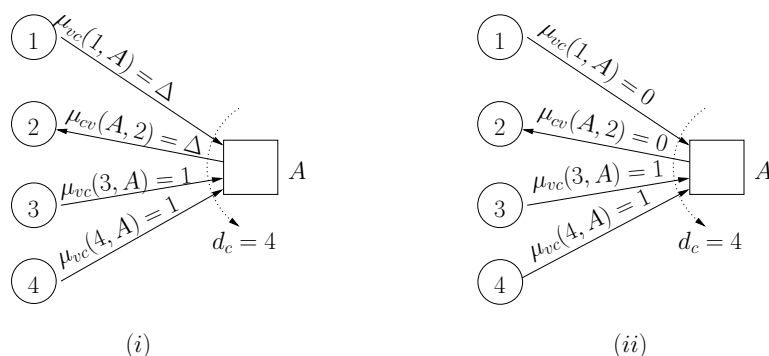 1
μvc(1, A) = Δ
2
μcv(A, 2) = Δ
3
μvc(3, A) = 1
4
μvc(4, A) = 1
A
dc = 4
(i)
1
μvc(1, A) = 0
2
μcv(A, 2) = 0
3
μvc(3, A) = 1
4
μvc(4, A) = 1
A
dc = 4
(ii)